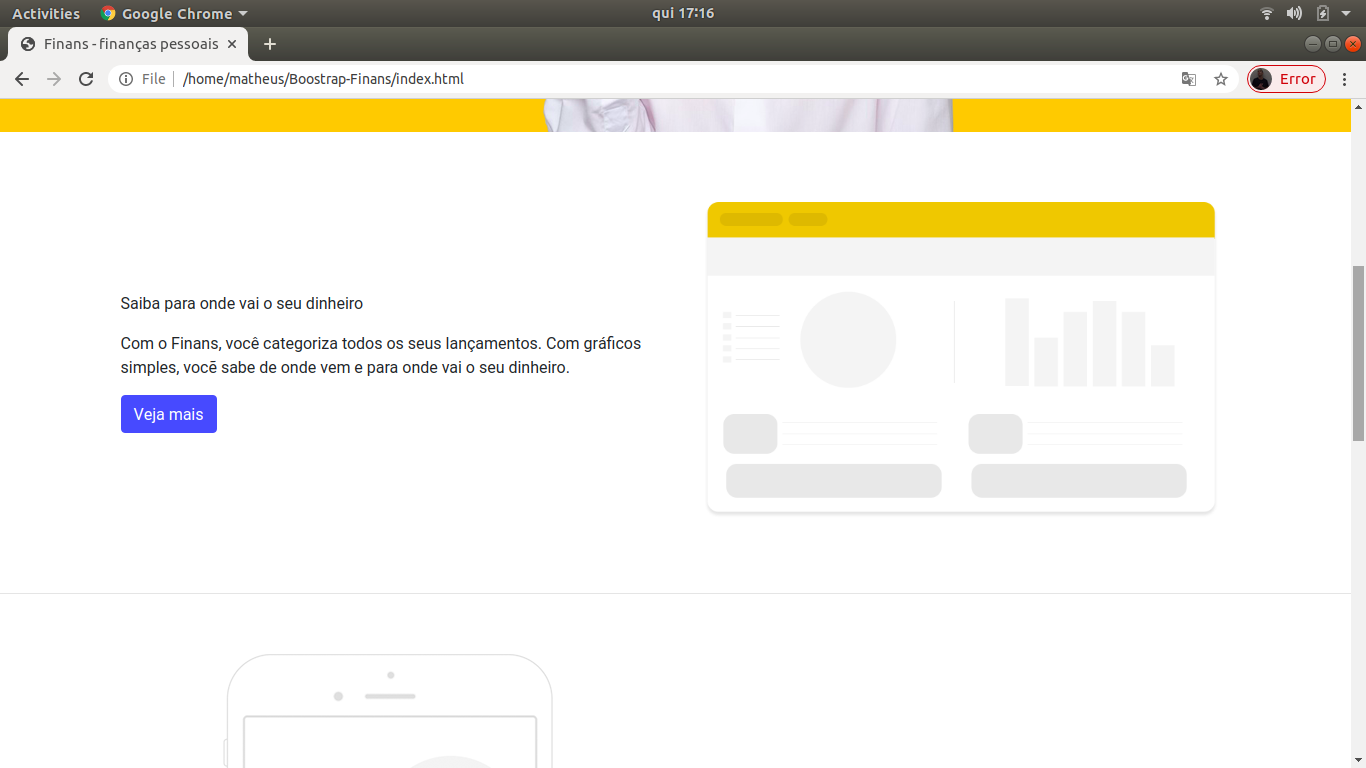 Activities
Google Chrome
qui 17:16
Finans - finanças pessoais
File
/home/matheus/Boostrap-Finans/index.html
Error
Saiba para onde vai o seu dinheiro
Com o Finans, você categoriza todos os seus lançamentos. Com gráficos
simples, você sabe de onde vem e para onde vai o seu dinheiro.
Veja mais